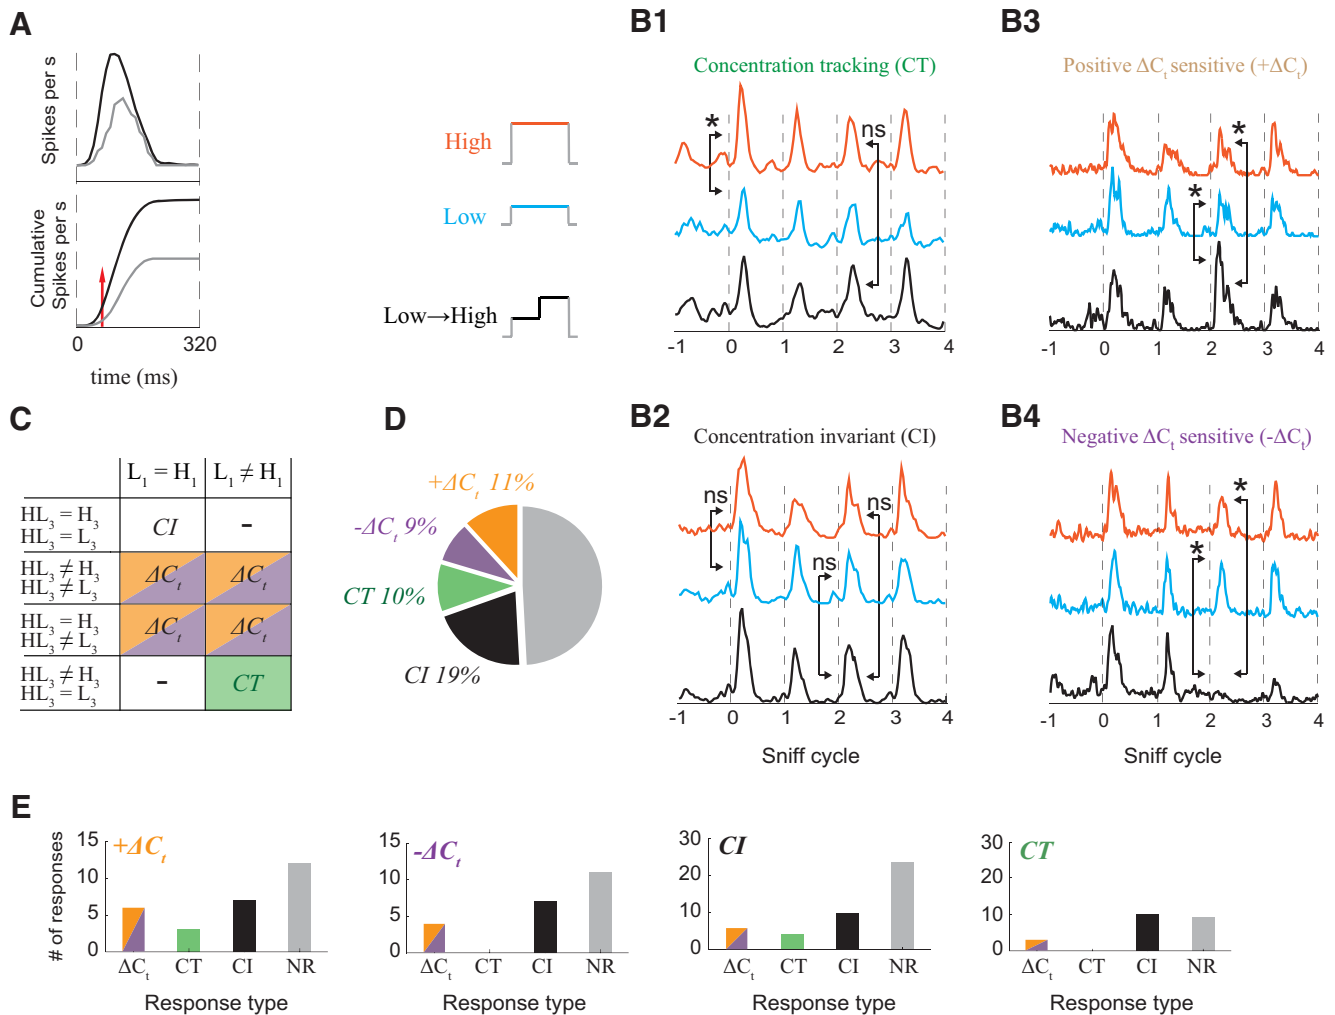 A
Spikes per s
Cumulative
Spikes per s
0 320
time (ms)
High
Low
Low→High
B1
Concentration tracking (CT)
*
ns
-1 0 1 2 3 4
B3
Positive ΔCt sensitive (+ΔCt)
*
*
-1 0 1 2 3 4
B2
Concentration invariant (CI)
ns
ns
ns
-1 0 1 2 3 4
Sniff cycle
B4
Negative ΔCt sensitive (-ΔCt)
*
*
-1 0 1 2 3 4
Sniff cycle
C
L1 = H1 L1 ≠ H1
HL3 = H3
HL3 = L3
CI -
HL3 ≠ H3
HL3 ≠ L3
ΔCt ΔCt
HL3 = H3
HL3 ≠ L3
ΔCt ΔCt
HL3 ≠ H3
HL3 = L3
- CT
D
+ΔCt 11%
-ΔCt 9%
CT 10%
CI 19%
E
# of responses
+ΔCt
15
10
5
0
ΔCt CT CI NR
Response type
-ΔCt
15
10
5
0
ΔCt CT CI NR
Response type
CI
30
20
10
0
ΔCt CT CI NR
Response type
CT
30
20
10
0
ΔCt CT CI NR
Response type